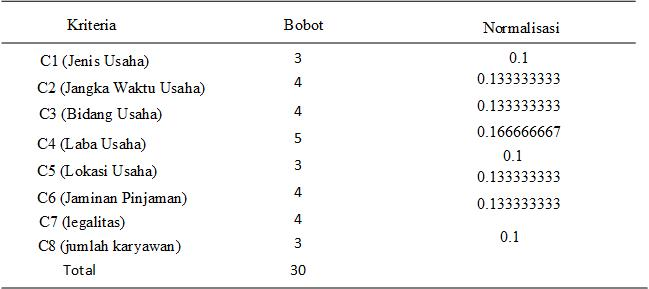 Kriteria Bobot Normalisasi
C1 (Jenis Usaha) 3 0.1
C2 (Jangka Waktu Usaha) 4 0.133333333
C3 (Bidang Usaha) 4 0.133333333
C4 (Laba Usaha) 5 0.166666667
C5 (Lokasi Usaha) 3 0.1
C6 (Jaminan Pinjaman) 4 0.133333333
C7 (legalitas) 4 0.133333333
C8 (jumlah karyawan) 3 0.1
Total 30